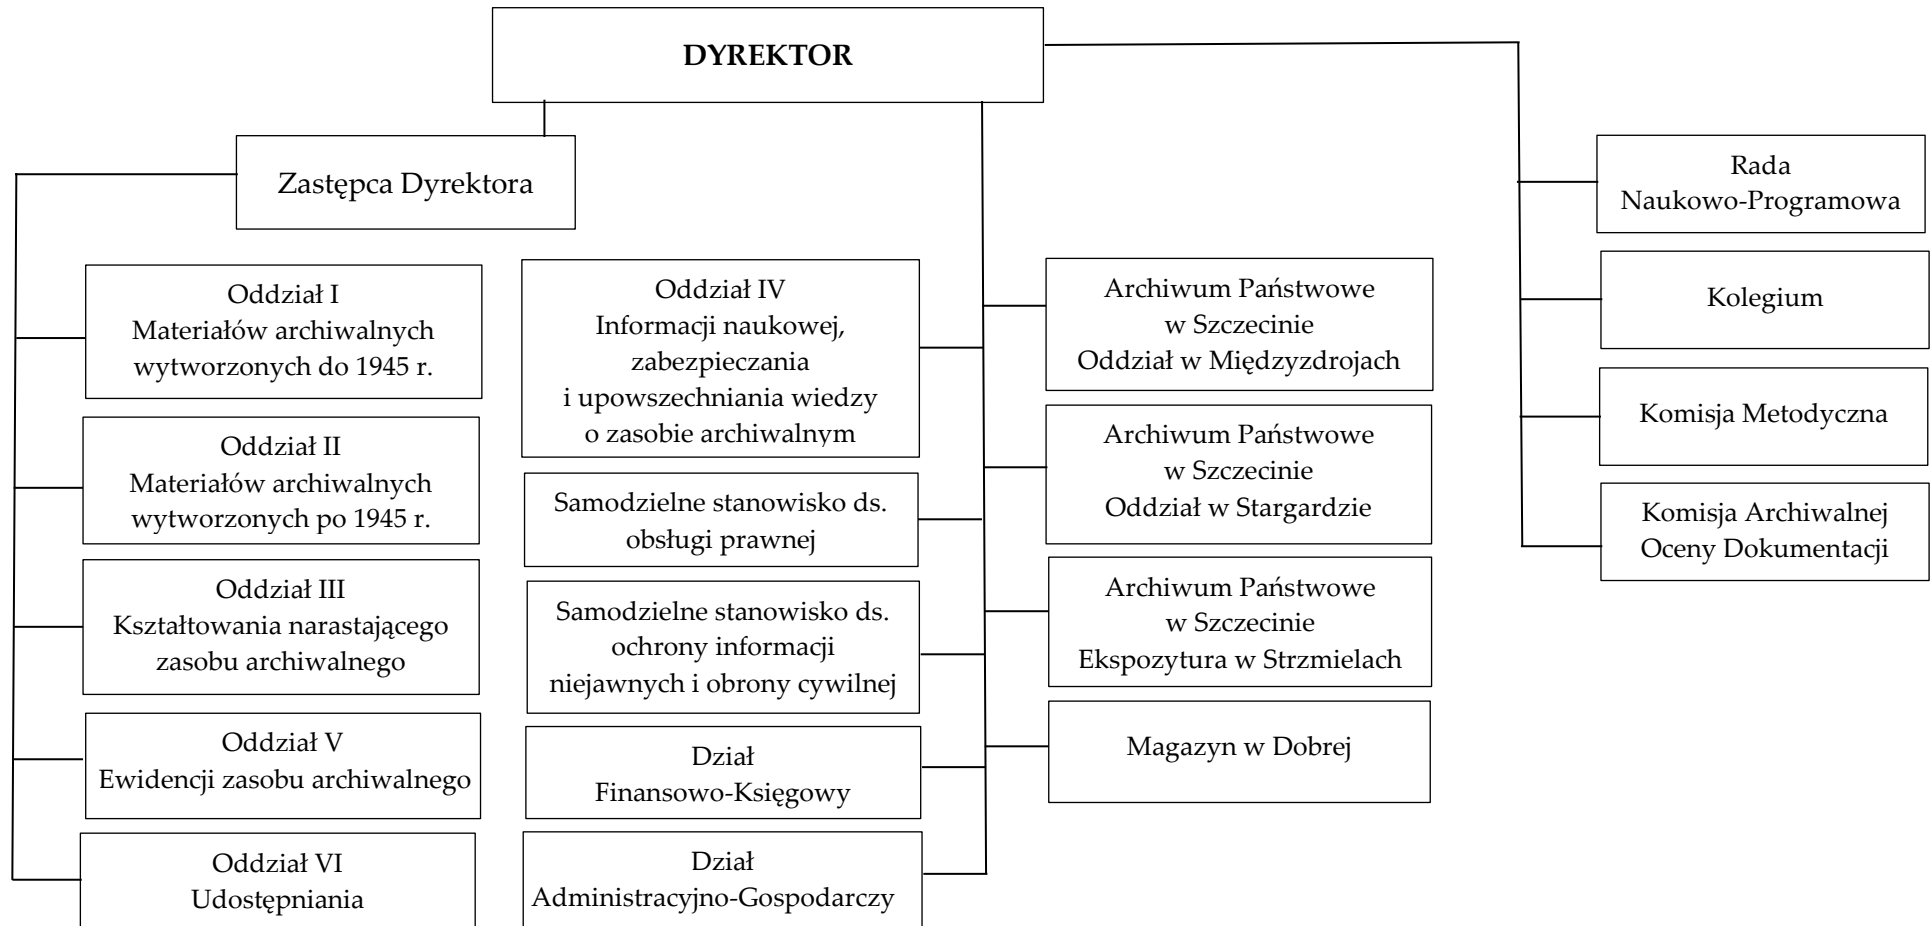 DYREKTOR
Zastępca Dyrektora
Oddział I
Materiałów archiwalnych
wytworzonych do 1945 r.
Oddział II
Materiałów archiwalnych
wytworzonych po 1945 r.
Oddział III
Kształtowania narastającego
zasobu archiwalnego
Oddział V
Ewidencji zasobu archiwalnego
Oddział VI
Udostępniania
Oddział IV
Informacji naukowej,
zabezpieczania
i upowszechniania wiedzy
o zasobie archiwalnym
Samodzielne stanowisko ds.
obsługi prawnej
Samodzielne stanowisko ds.
ochrony informacji
niejawnych i obrony cywilnej
Dział
Finansowo-Księgowy
Dział
Administracyjno-Gospodarczy
Archiwum Państwowe
w Szczecinie
Oddział w Międzyzdrojach
Archiwum Państwowe
w Szczecinie
Oddział w Stargardzie
Archiwum Państwowe
w Szczecinie
Ekspozytura w Strzmielach
Magazyn w Dobrej
Rada
Naukowo-Programowa
Kolegium
Komisja Metodyczna
Komisja Archiwalnej
Oceny Dokumentacji